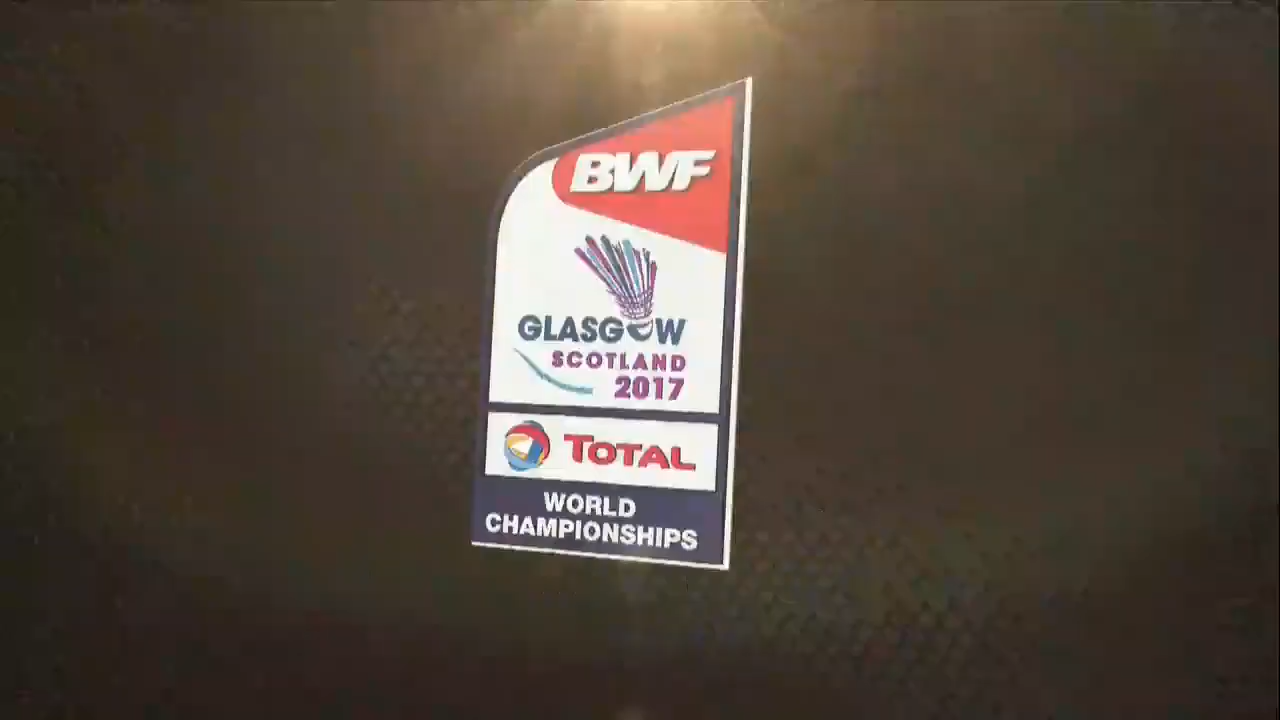 BWF
GLASGOW
SCOTLAND
2017
TOTAL
WORLD
CHAMPIONSHIPS